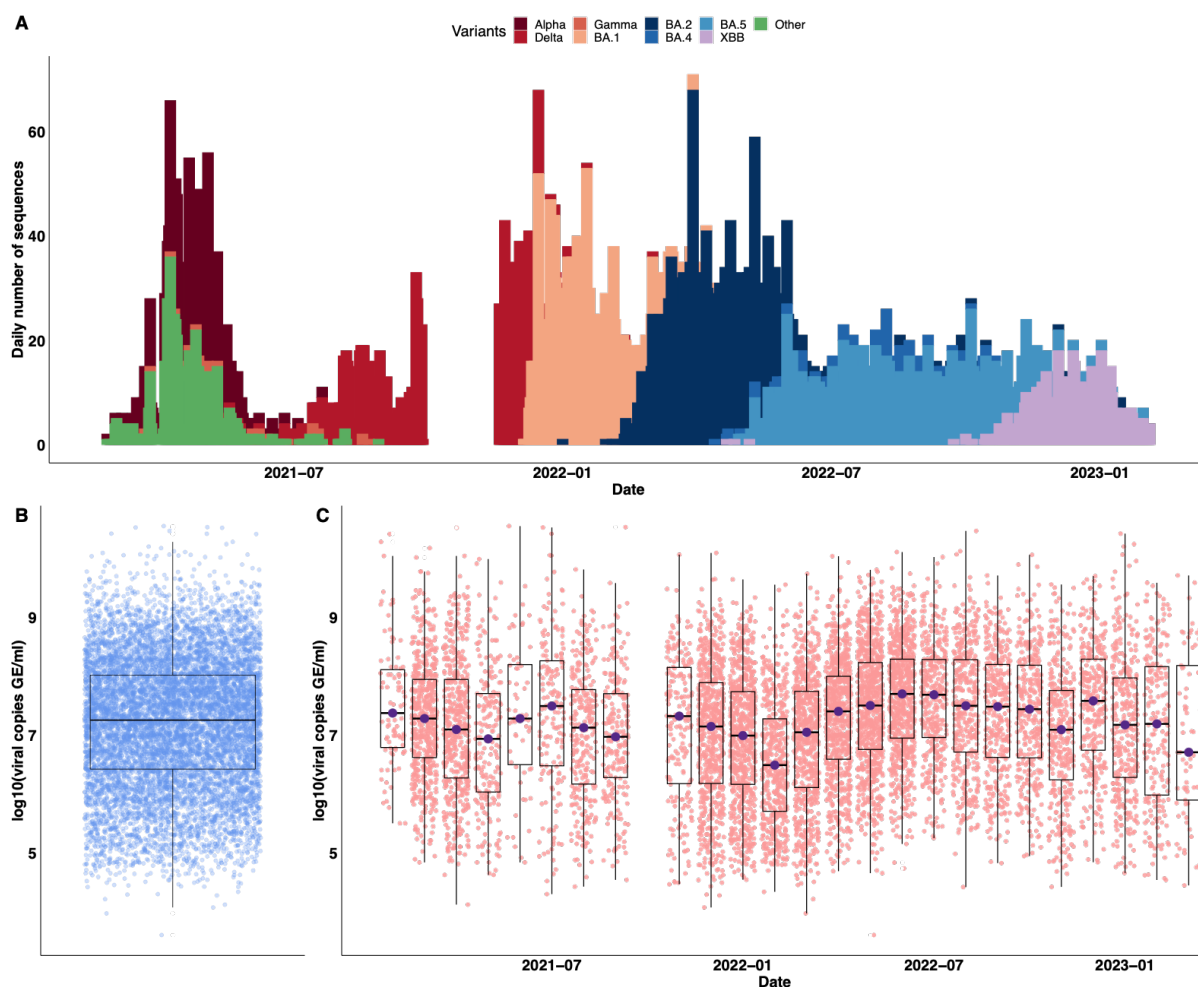 A
Variants Alpha Gamma BA.2 BA.5 Other
Delta BA.1 BA.4 XBB
Daily number of sequences
60
40
20
0
2021–07 2022–01 2022–07 2023–01
Date
B
log10(viral copies GE/ml)
9
7
5
C
log10(viral copies GE/ml)
9
7
5
2021–07 2022–01 2022–07 2023–01
Date